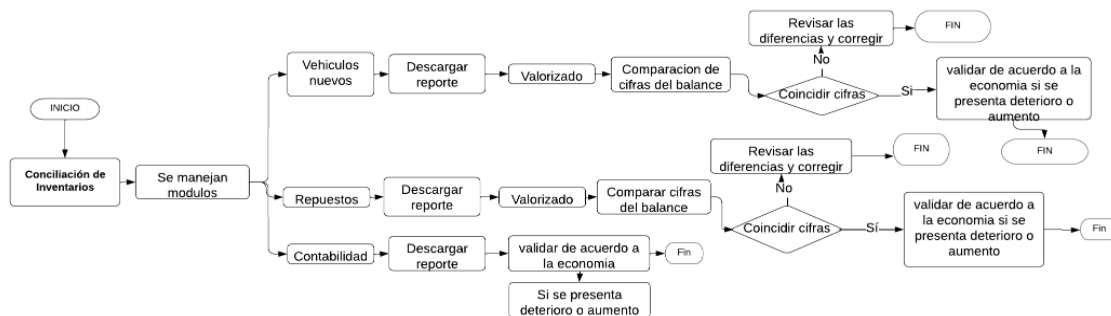 INICIO
Conciliación de
Inventarios
Se manejan
modulos
Vehiculos
nuevos
Descargar
reporte
Valorizado
Comparacion de
cifras del balance
Coincidir cifras
No
Revisar las
diferencias y corregir
FIN
Si
validar de acuerdo a la
economia si se
presenta deterioro o
aumento
FIN
Repuestos
Descargar
reporte
Valorizado
Comparar cifras
del balance
Coincidir cifras
No
Revisar las
diferencias y corregir
FIN
Sí
validar de acuerdo a
la economia si se
presenta deterioro o
aumento
Fin
Contabilidad
Descargar
reporte
validar de acuerdo a
la economia
Fin
Si se presenta
deterioro o aumento